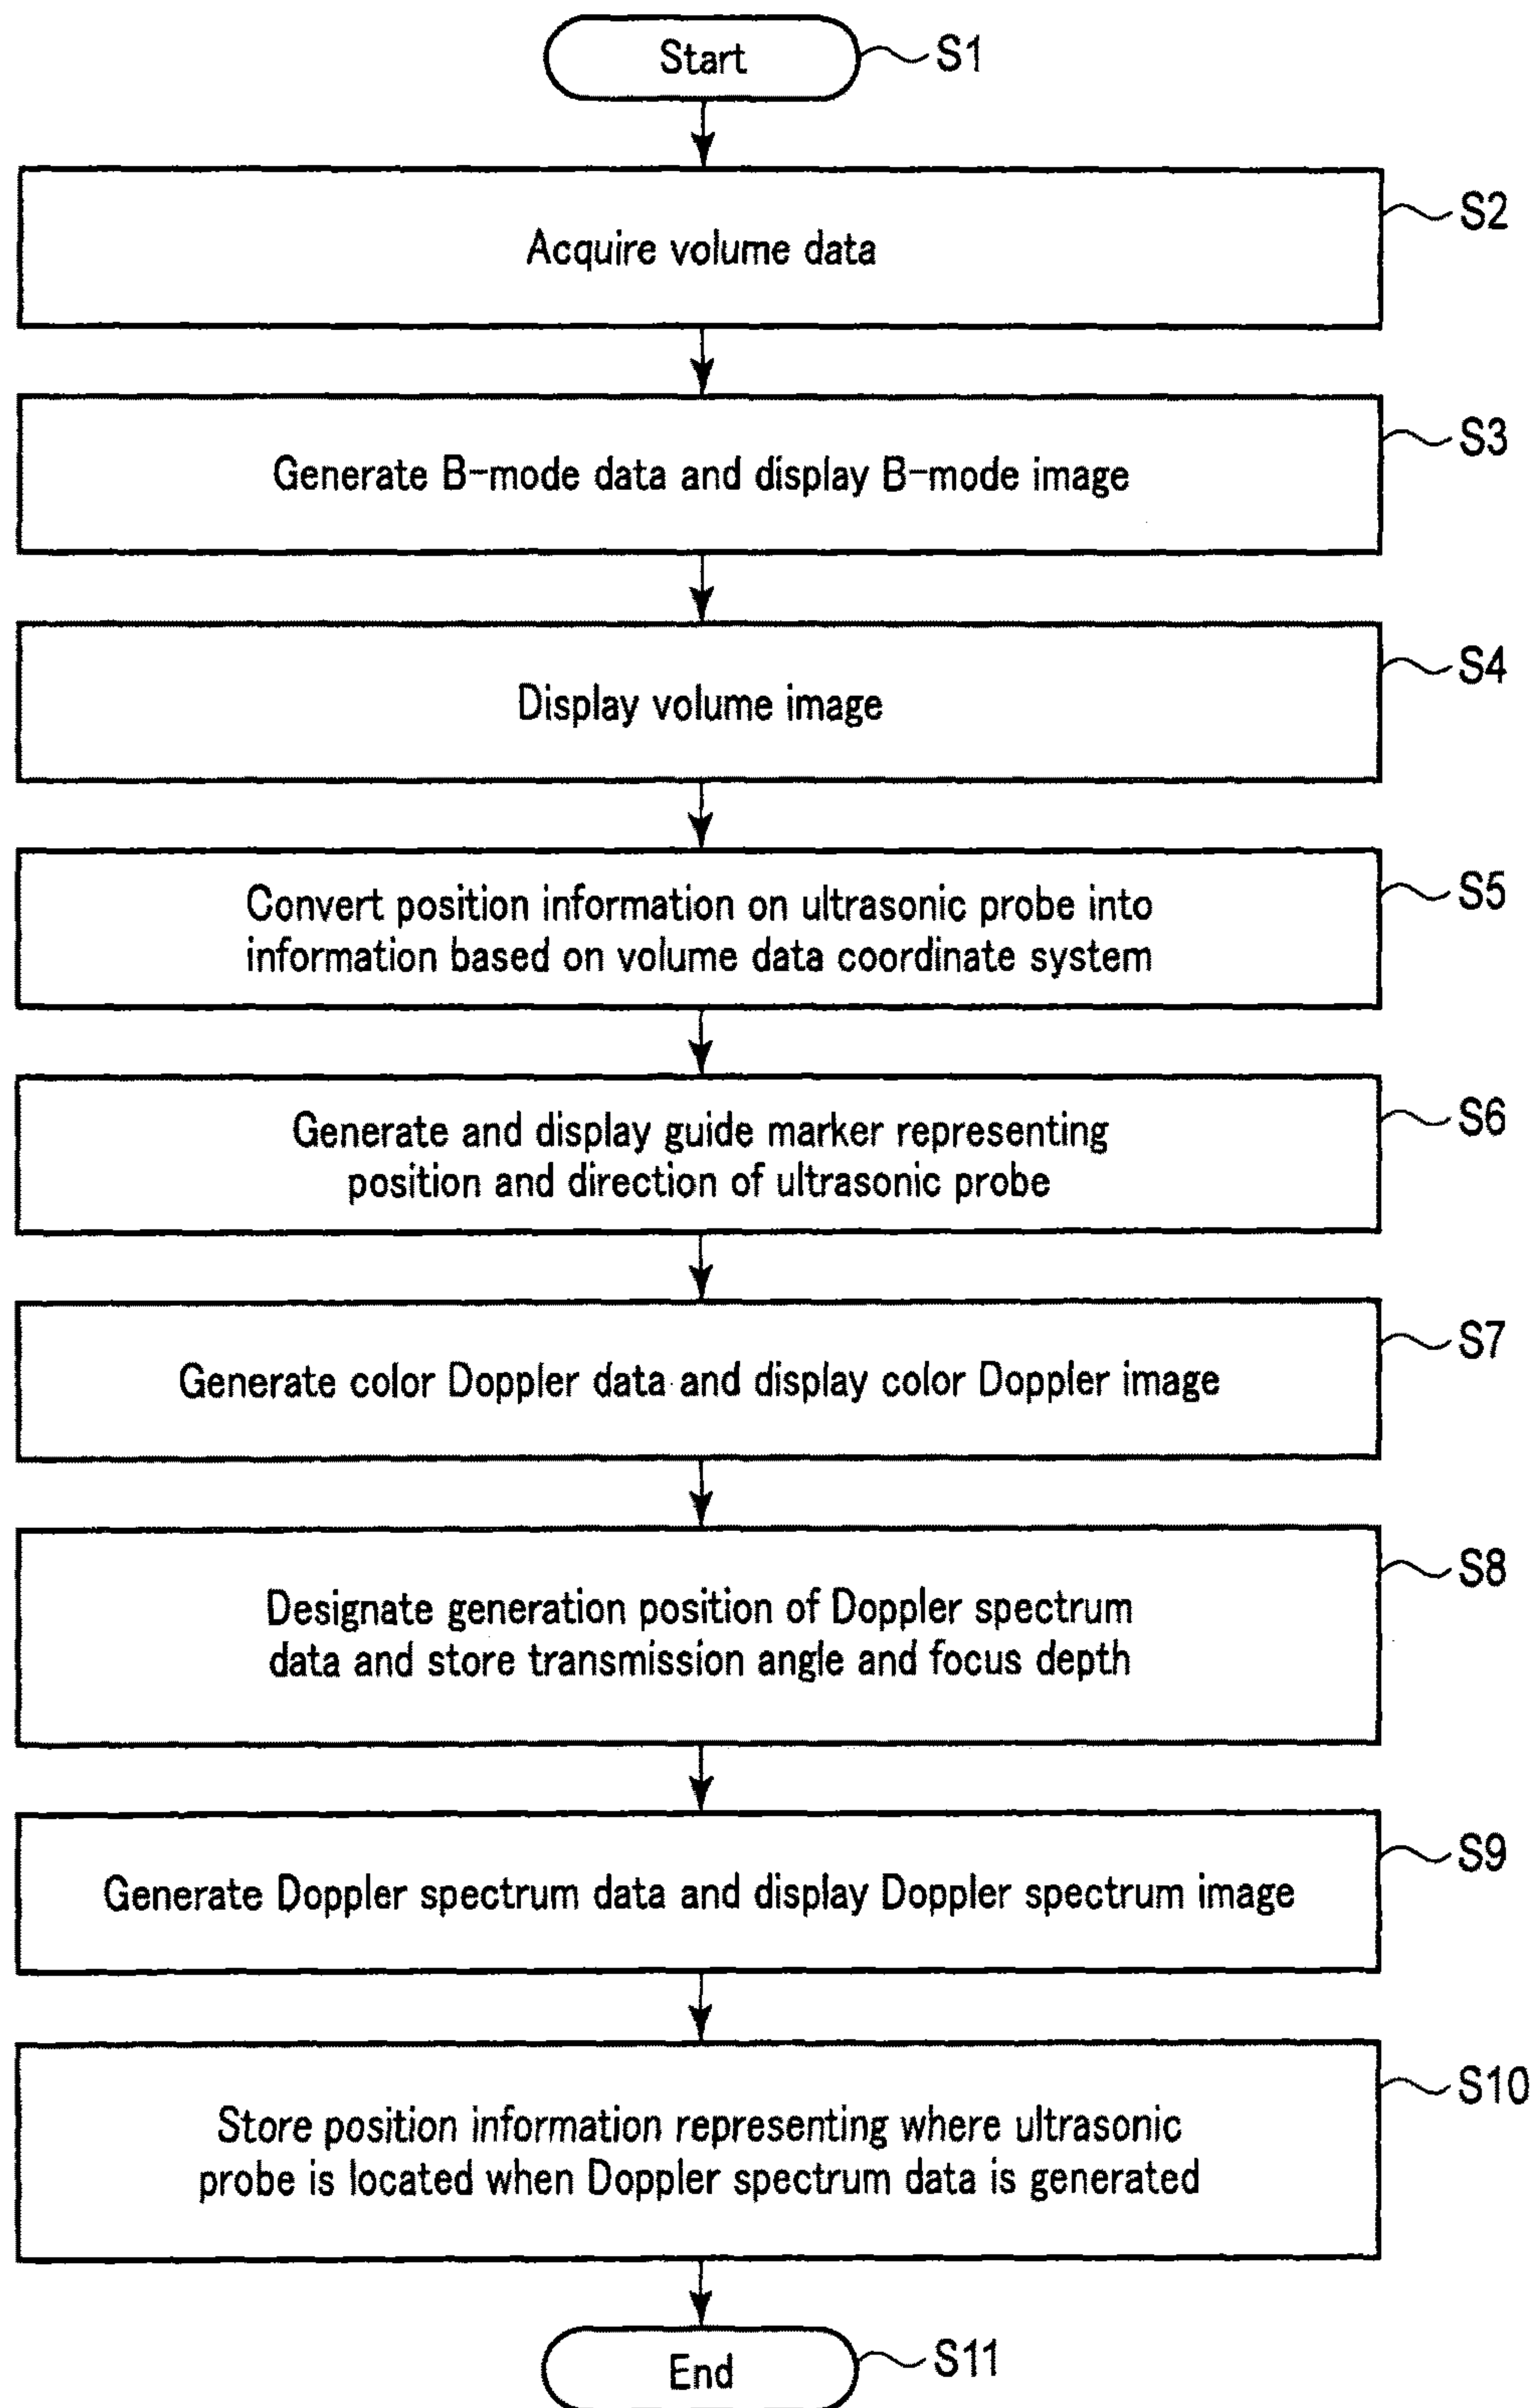 Start
S1
Acquire volume data
S2
Generate B-mode data and display B-mode image
S3
Display volume image
S4
Convert position information on ultrasonic probe into
information based on volume data coordinate system
S5
Generate and display guide marker representing
position and direction of ultrasonic probe
S6
Generate color Doppler data and display color Doppler image
S7
Designate generation position of Doppler spectrum
data and store transmission angle and focus depth
S8
Generate Doppler spectrum data and display Doppler spectrum image
S9
Store position information representing where ultrasonic
probe is located when Doppler spectrum data is generated
S10
End
S11